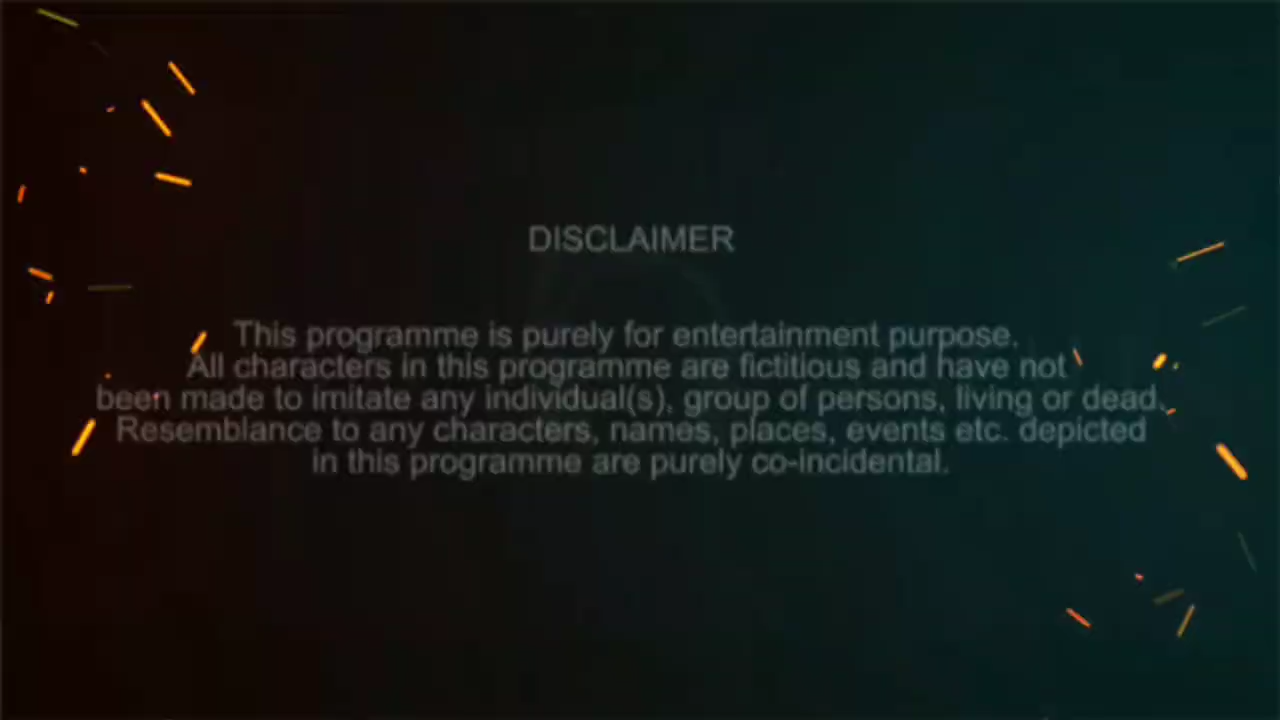 DISCLAIMER
This programme is purely for entertainment purpose.
All characters in this programme are fictitious and have not
been made to imitate any individual(s), group of persons, living or dead.
Resemblance to any characters, names, places, events etc. depicted
in this programme are purely co-incidental.